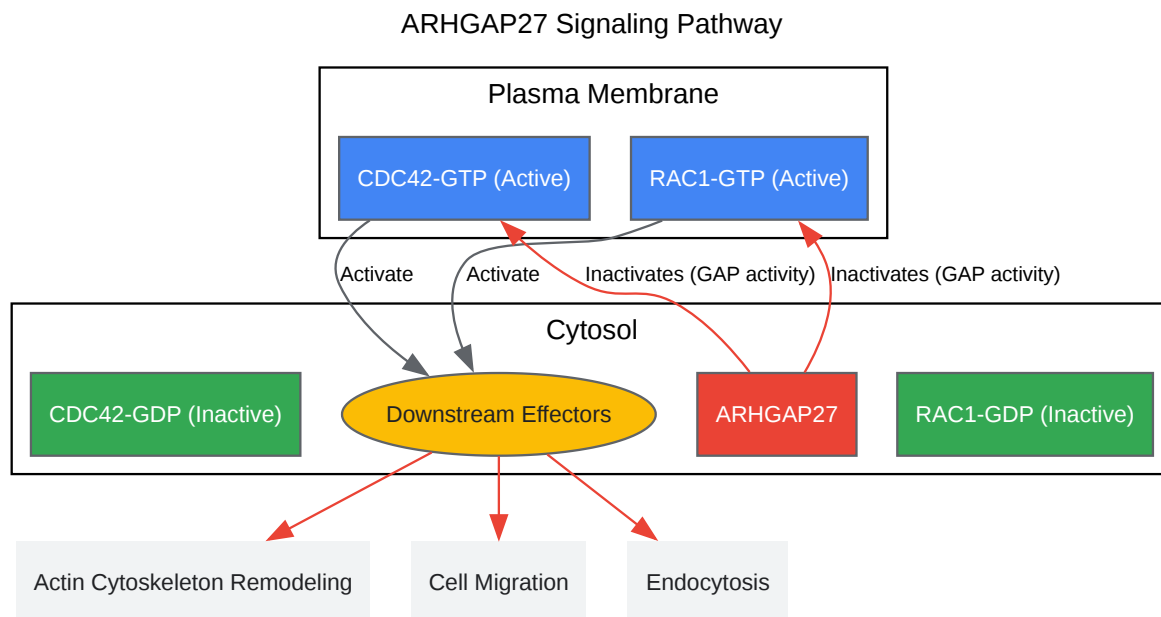 ARHGAP27 Signaling Pathway
Plasma Membrane
CDC42-GTP (Active)
RAC1-GTP (Active)
Activate
Activate
Inactivates (GAP activity)
Inactivates (GAP activity)
Cytosol
CDC42-GDP (Inactive)
Downstream Effectors
ARHGAP27
RAC1-GDP (Inactive)
Actin Cytoskeleton Remodeling
Cell Migration
Endocytosis